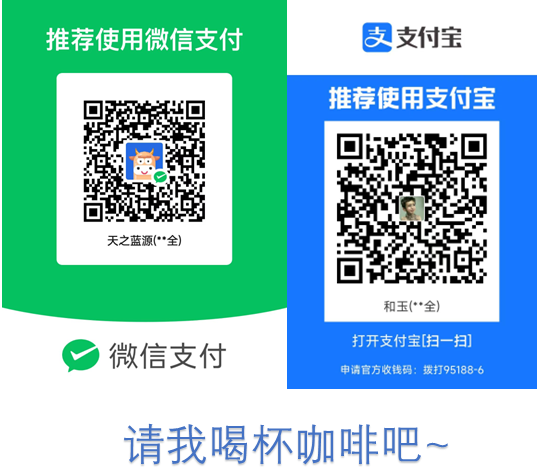 推荐使用微信支付
天之蓝源(**全)
微信支付
支付宝
推荐使用支付宝
和玉(**全)
打开支付宝[扫一扫]
申请官方收钱码：拨打95188-6
请我喝杯咖啡吧~